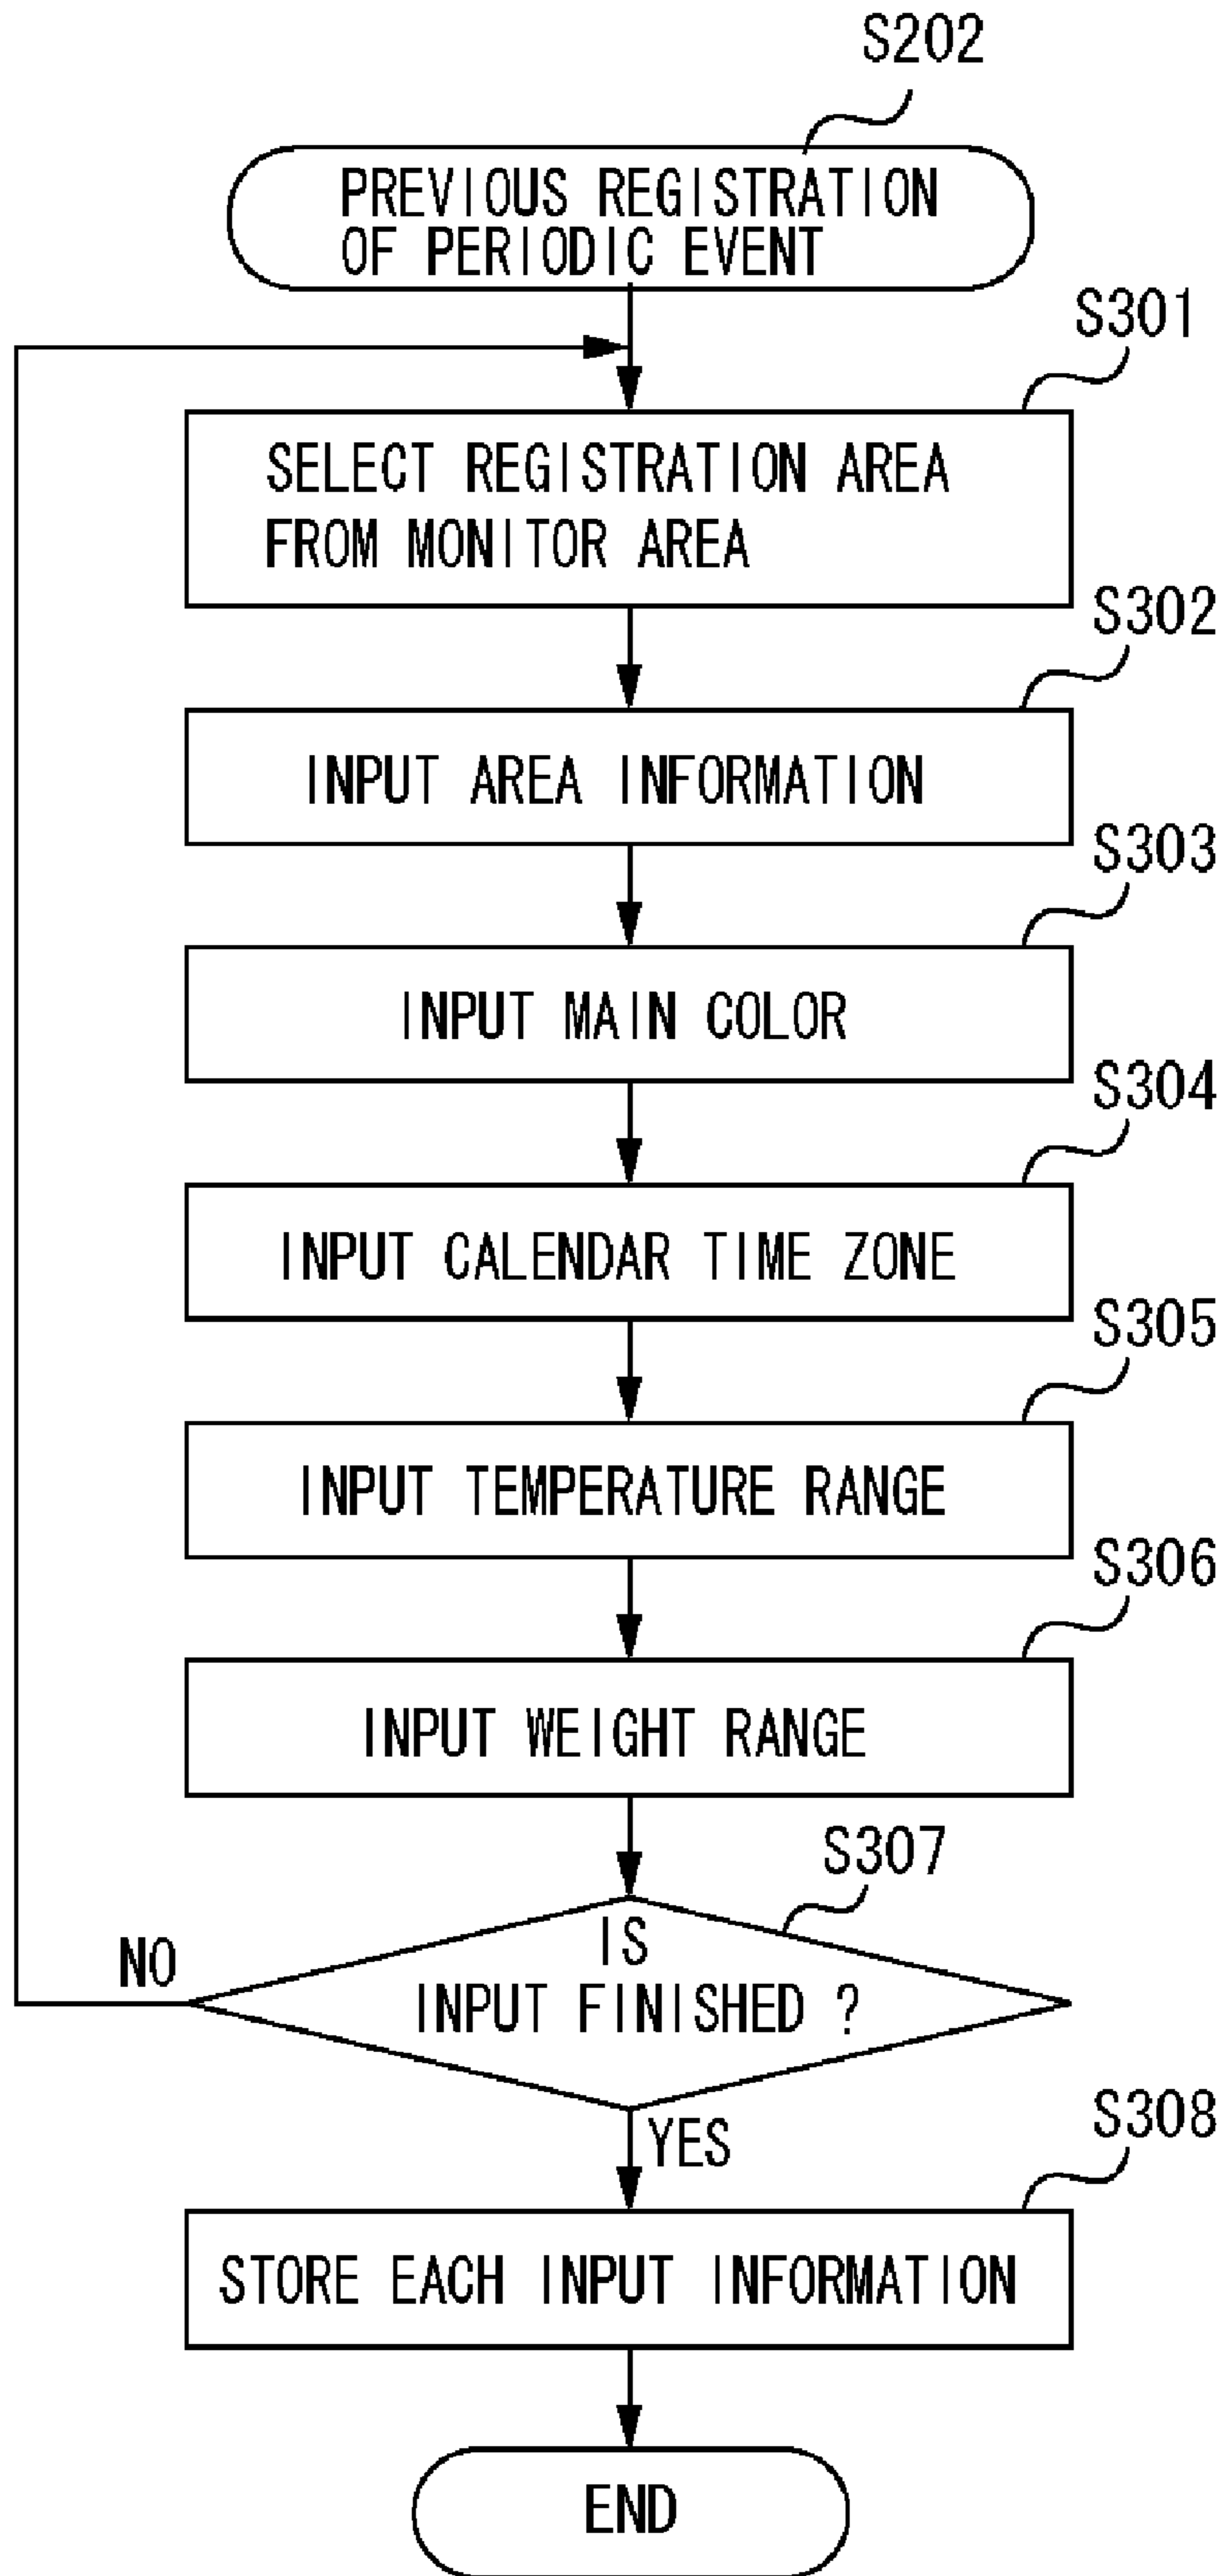 S202
PREVIOUS REGISTRATION
OF PERIODIC EVENT
S301
SELECT REGISTRATION AREA
FROM MONITOR AREA
S302
INPUT AREA INFORMATION
S303
INPUT MAIN COLOR
S304
INPUT CALENDAR TIME ZONE
S305
INPUT TEMPERATURE RANGE
S306
INPUT WEIGHT RANGE
S307
IS
INPUT FINISHED ?
NO
YES
S308
STORE EACH INPUT INFORMATION
END